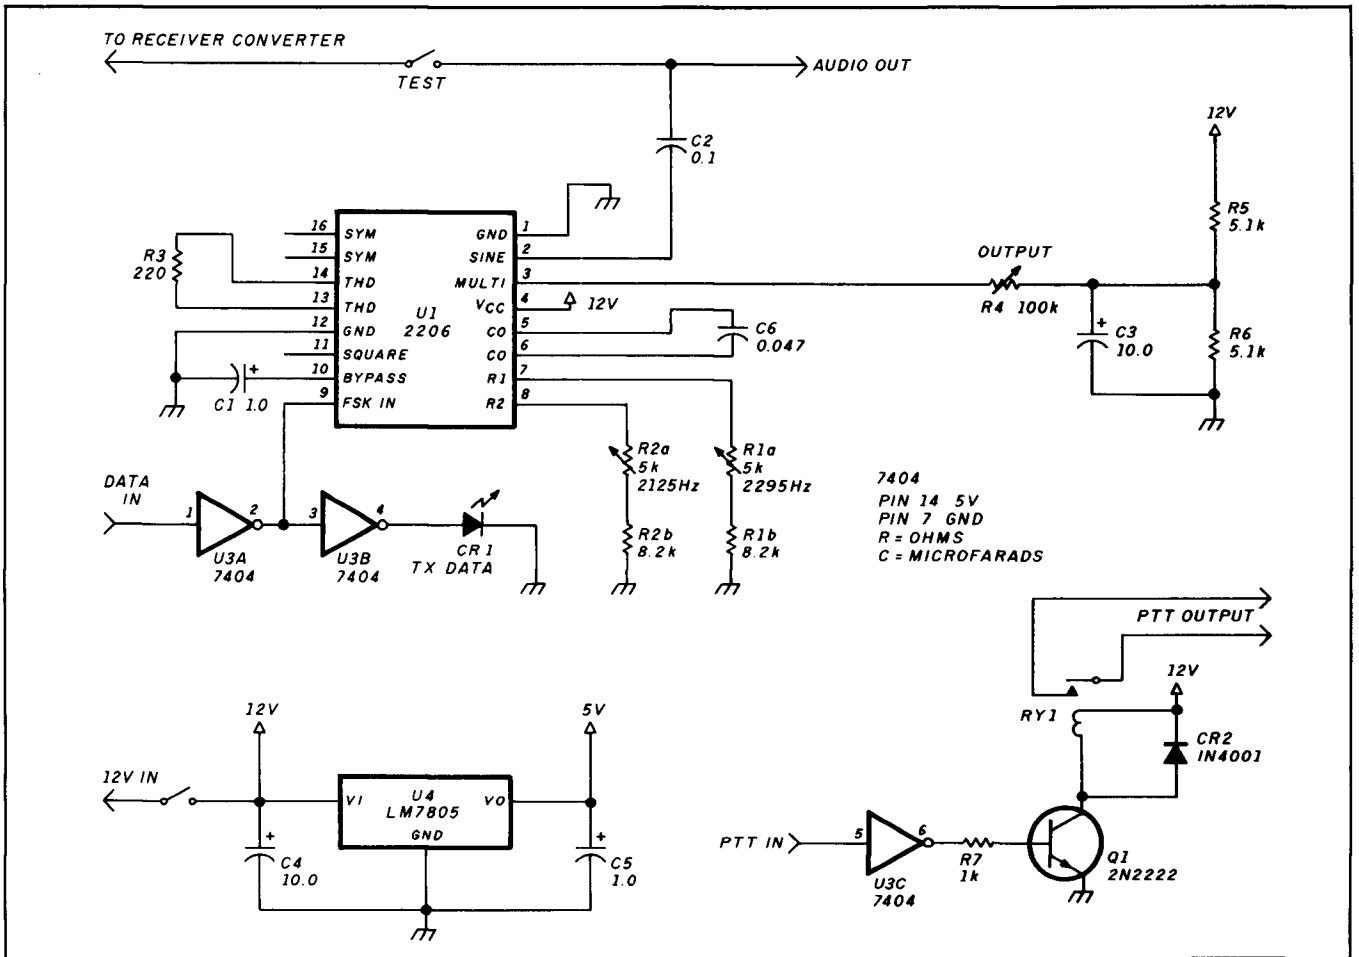 TO RECEIVER CONVERTER
TEST
AUDIO OUT
C2
0.1
12V
R5
5.1k
R3
220
16 SYM
15 SYM
14 THD
13 THD
12 GND
11 SQUARE
10 BYPASS
9 FSK IN
U1
2206
GND 1
SINE 2
MULTI 3
VCC 4
CO 5
CO 6
R1 7
R2 8
12V
OUTPUT
R4 100k
C3
10.0
+
R6
5.1k
C6
0.047
+
C1 1.0
R2a
5k
2125Hz
R1a
5k
2295Hz
R2b
8.2k
R1b
8.2k
7404
PIN 14 5V
PIN 7 GND
R = OHMS
C = MICROFARADS
DATA
IN
1
2
3
4
U3A
7404
U3B
7404
CR1
TX DATA
PTT OUTPUT
12V
RY1
CR2
1N4001
12V
5V
12V IN
VI
U4
LM7805
VO
GND
+
C4
10.0
+
C5
1.0
PTT IN
5
6
U3C
7404
R7
1k
Q1
2N2222